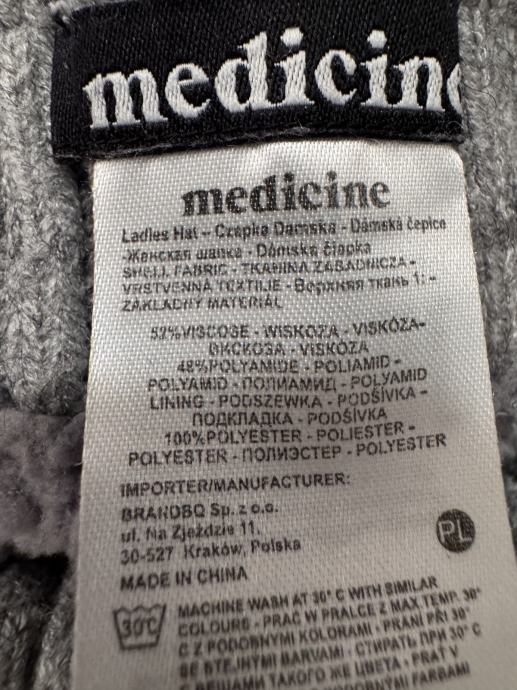 medicine
medicine
Ladies Hat – Czapka Damska - Dámská čepice
-Женская шапка - Dámska čiapka
SHELL FABRIC - TKANINA ZASADNICZA -
VRSTVENNÁ TEXTILIE - Верхняя ткань 1: -
ZÁKLADNÝ MATERIÁL
52%VISCOSE - WISKOZA - VISKÓZA-
ВИСКОЗА - VISKÓZA
48%POLYAMIDE - POLIAMID -
POLYAMID - ПОЛИАМИД - POLYAMID
LINING - PODSZEWKA - PODŠÍVKA -
ПОДКЛАДКА - PODŠÍVKA
100%POLYESTER - POLIESTER -
POLYESTER - ПОЛИЭСТЕР - POLYESTER
IMPORTER/MANUFACTURER:
BRANDBQ Sp. z o.o.
ul. Na Zjeździe 11,
30-527 Kraków, Polska
PL
MADE IN CHINA
30°C
MACHINE WASH AT 30° C WITH SIMILAR
COLOURS - PRAĆ W PRALCE Z MAX TEMP. 30°
C Z PODOBNYMI KOLORAMI - PRANÍ PŘI 30°
SE STEJNÝMI BARVAMI - СТИРАТЬ ПРИ 30° С
С ВЕЩАМИ ТАКОГО ЖЕ ЦВЕТА - PRAŤ V
FARBAMI